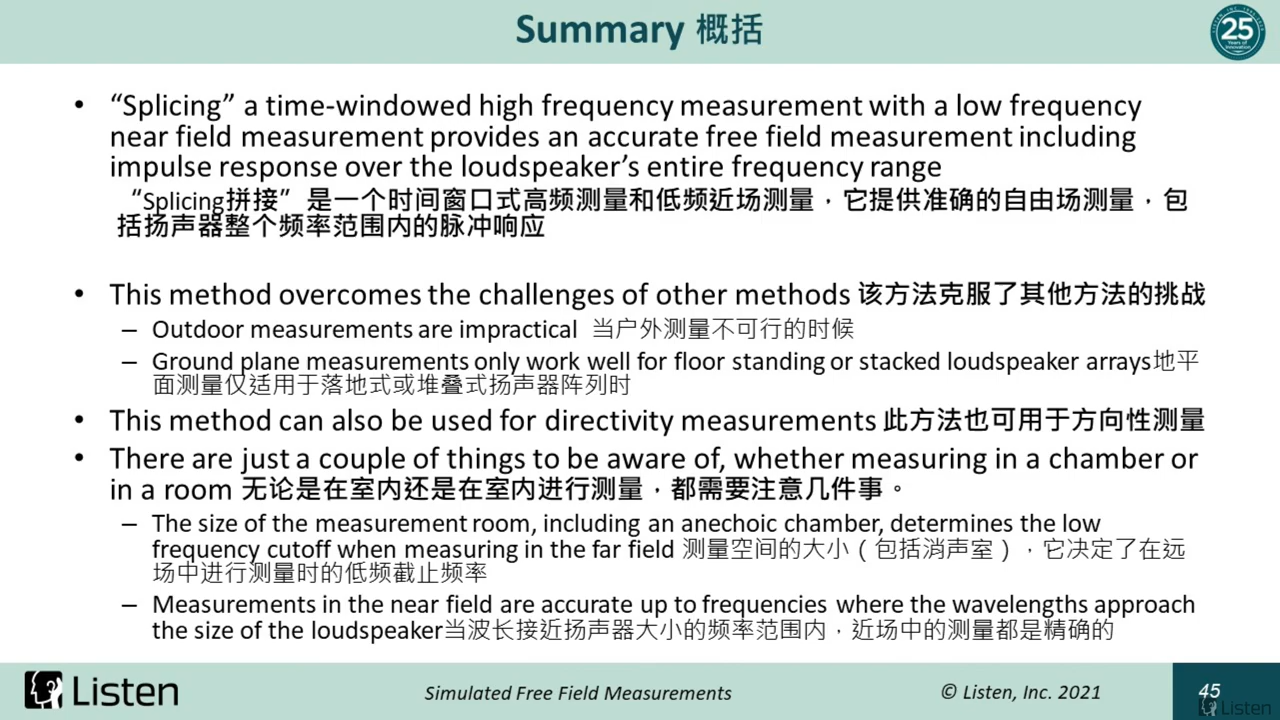 Summary 概括
25
Years of
Innovation
• “Splicing” a time-windowed high frequency measurement with a low frequency
near field measurement provides an accurate free field measurement including
impulse response over the loudspeaker’s entire frequency range
“Splicing拼接”是一个时间窗口式高频测量和低频近场测量，它提供准确的自由场测量，包
括扬声器整个频率范围内的脉冲响应
• This method overcomes the challenges of other methods 该方法克服了其他方法的挑战
– Outdoor measurements are impractical 当户外测量不可行的时候
– Ground plane measurements only work well for floor standing or stacked loudspeaker arrays地平
面测量仅适用于落地式或堆叠式扬声器阵列时
• This method can also be used for directivity measurements 此方法也可用于方向性测量
• There are just a couple of things to be aware of, whether measuring in a chamber or
in a room 无论是在室内还是在室内进行测量，都需要注意几件事。
– The size of the measurement room, including an anechoic chamber, determines the low
frequency cutoff when measuring in the far field 测量空间的大小（包括消声室），它决定了在远
场中进行测量时的低频截止频率
– Measurements in the near field are accurate up to frequencies where the wavelengths approach
the size of the loudspeaker当波长接近扬声器大小的频率范围内，近场中的测量都是精确的
Listen
Simulated Free Field Measurements
© Listen, Inc. 2021
45
Listen